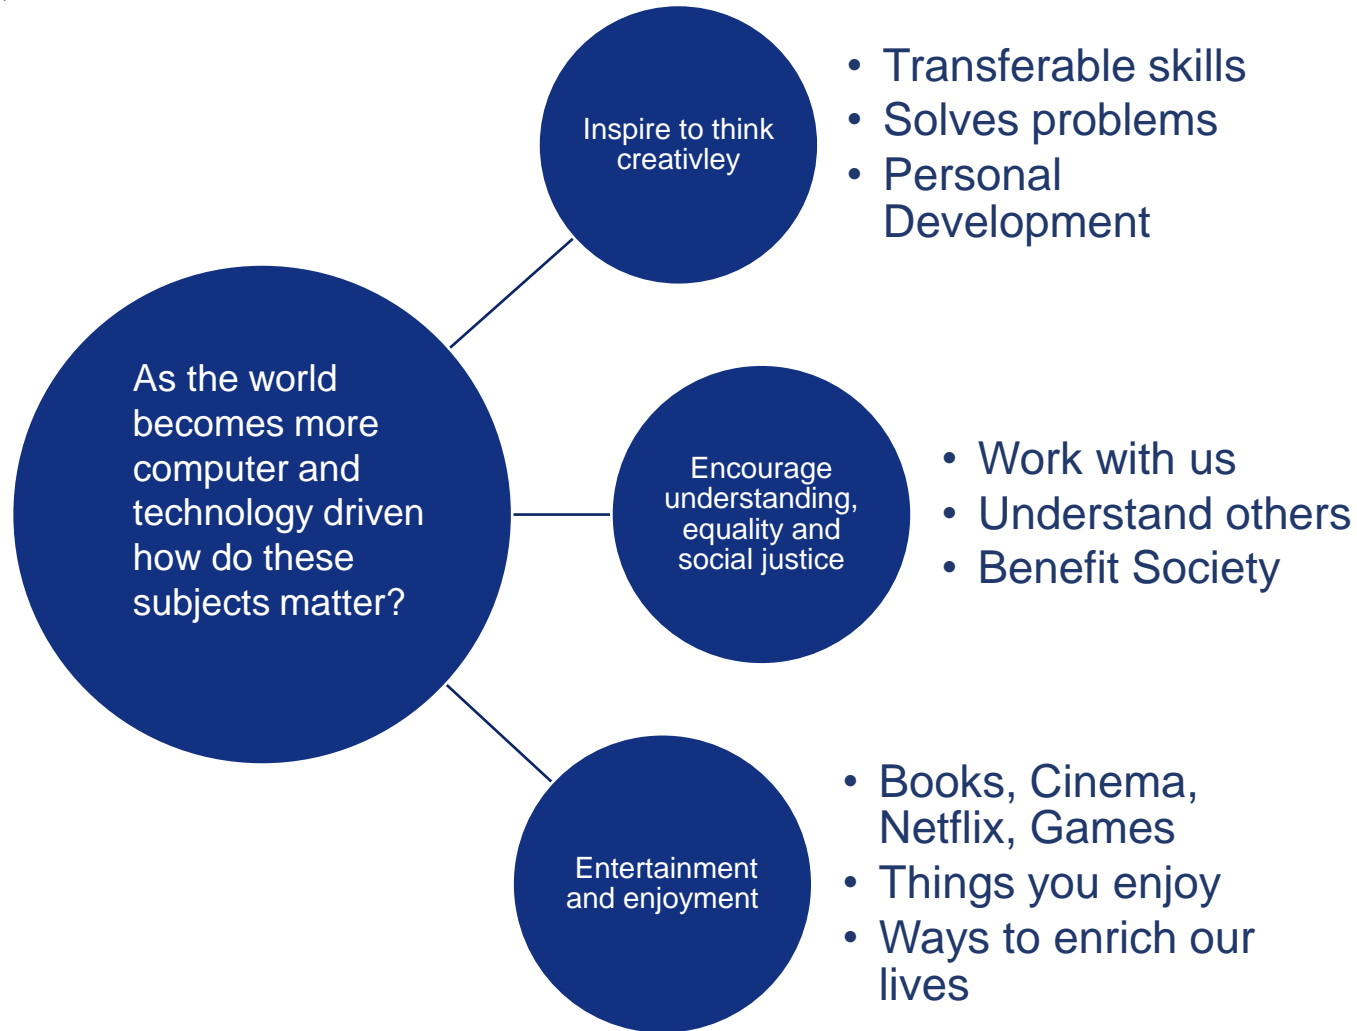 Inspire to think
creativley
• Transferable skills
• Solves problems
• Personal
Development
As the world
becomes more
computer and
technology driven
how do these
subjects matter?
Encourage
understanding,
equality and
social justice
• Work with us
• Understand others
• Benefit Society
Entertainment
and enjoyment
• Books, Cinema,
Netflix, Games
• Things you enjoy
• Ways to enrich our
lives